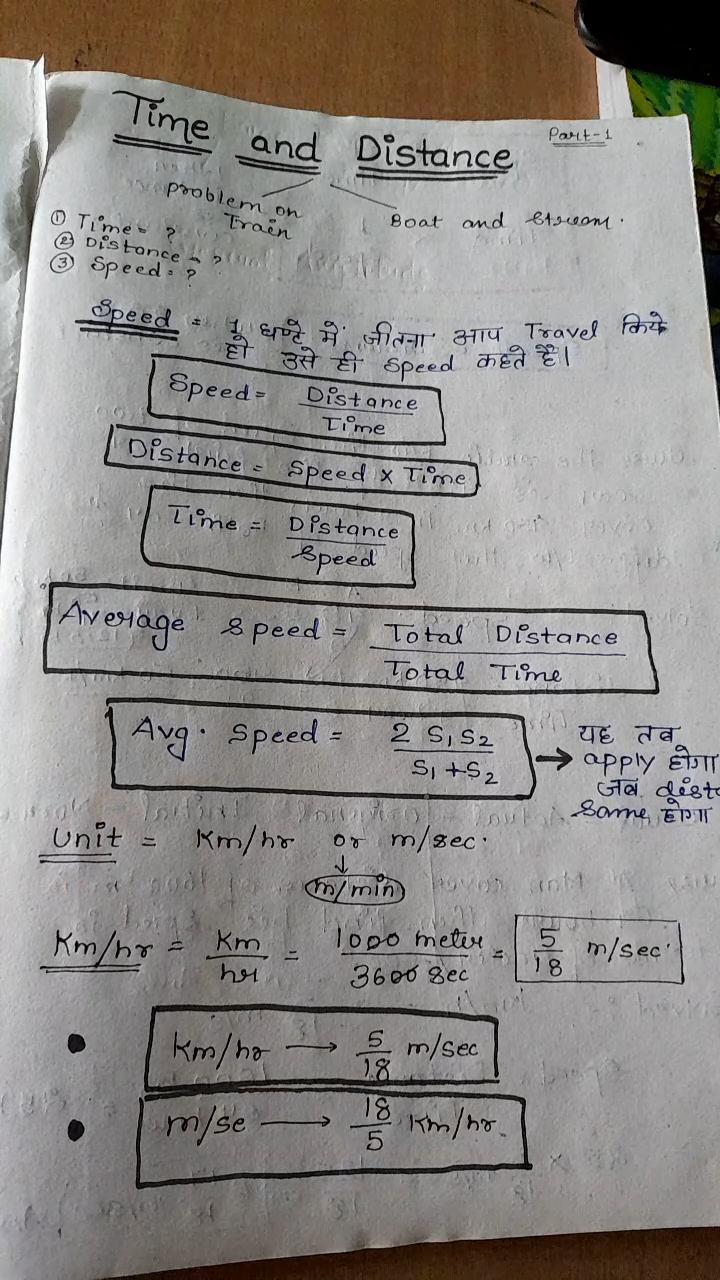 Part-1
Time and Distance
problem on Train
Boat and Stream.
① Time = ?
② Distance = ?
③ Speed = ?
Speed = 1 घण्टे में जीतना आप Travel किये
हो उसे ही Speed कहते हैं।
Speed = Distance / Time
Distance = Speed x Time
Time = Distance / Speed
Average Speed = Total Distance / Total Time
Avg. Speed = 2 S₁S₂ / S₁+S₂ → यह तब
apply होगा
जब dist
same होगा
Unit = Km/hr or m/sec.
↓
m/min
Km/hr = Km/hr = 1000 meter / 3600 Sec = 5/18 m/sec.
• Km/hr → 5/18 m/sec
• m/se → 18/5 Km/hr.